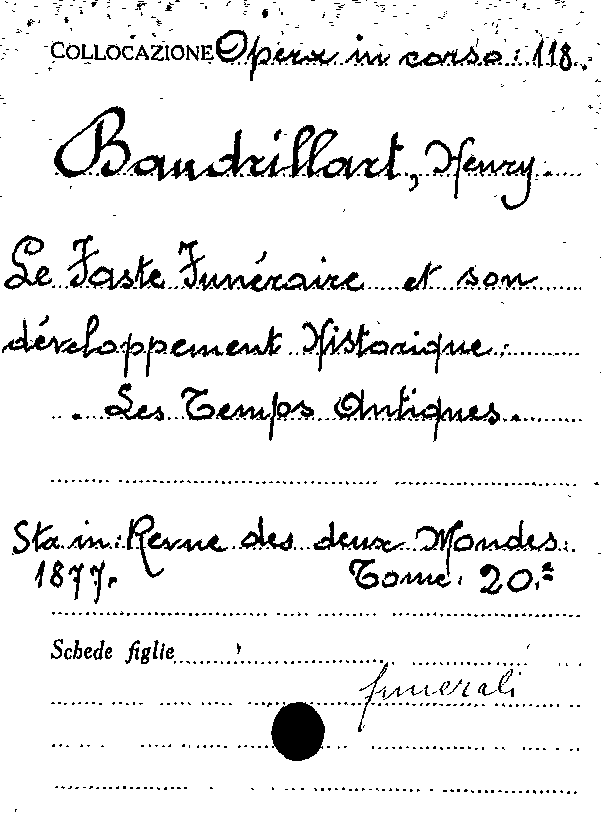 COLLOCAZIONE Opera in corso: 118.
Baudrillart, Henry.
Le Faste Funéraire et son
développement Historique:
. Les Temps Antiques.
Sta in: Revue des deux Mondes:
1877. Tome: 20.=
Schede figlie
funerali